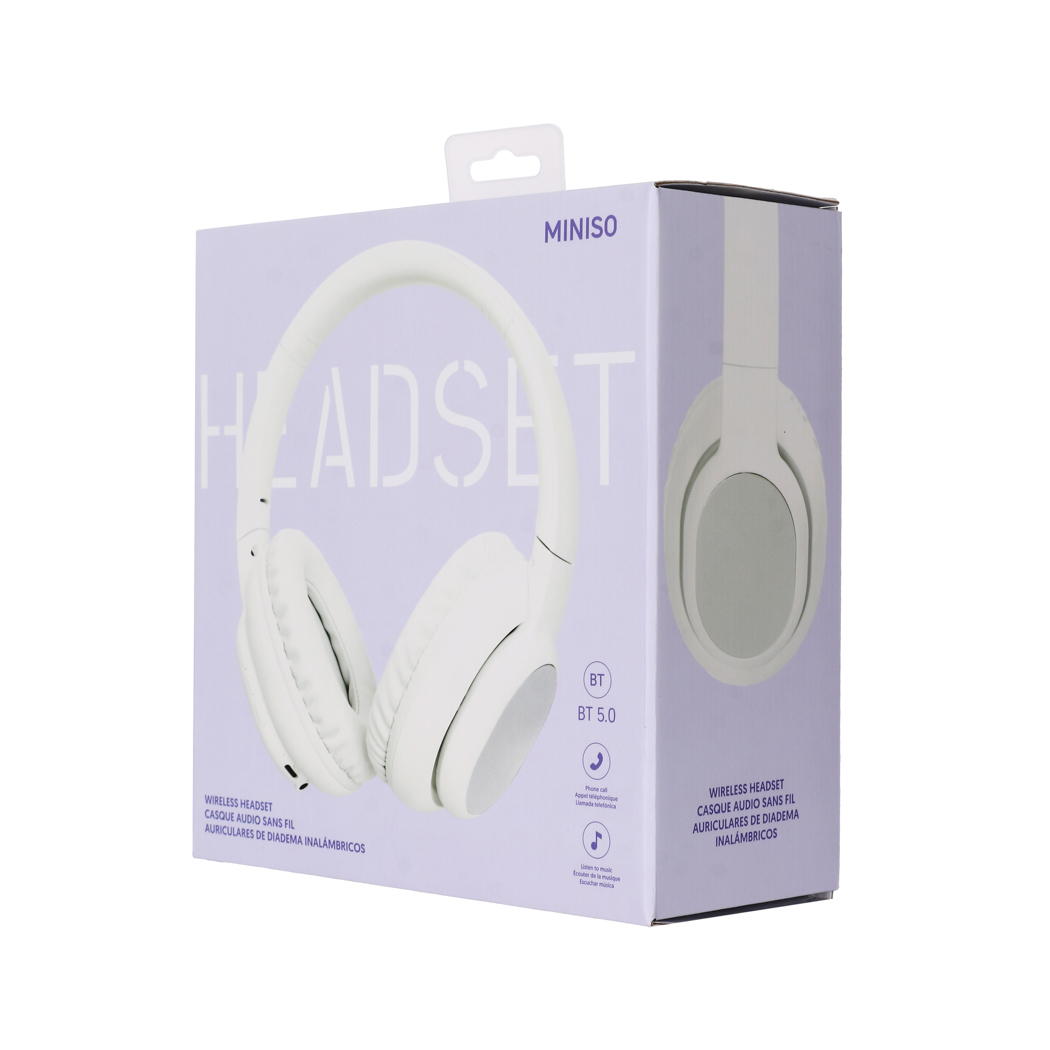 MINISO
HEADSET
BT
BT 5.0
Phone call
Appel téléphonique
Llamada telefónica
Listen to music
Écouter de la musique
Escuchar música
WIRELESS HEADSET
CASQUE AUDIO SANS FIL
AURICULARES DE DIADEMA INALÁMBRICOS
WIRELESS HEADSET
CASQUE AUDIO SANS FIL
AURICULARES DE DIADEMA
INALÁMBRICOS